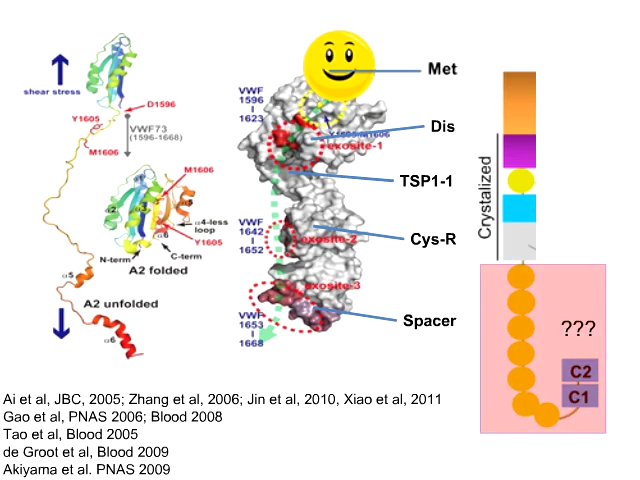 shear stress
D1596
Y1605
VWF73
(1596-1668)
M1606
M1606
α2
α3
α5
α4-less
loop
α6
Y1605
N-term
C-term
A2 folded
α5
A2 unfolded
α6
VWF
1596
I
1623
exosite-1
VWF
1642
I
1652
exosite-2
exosite-3
VWF
1653
I
1668
Met
Dis
TSP1-1
Cys-R
Spacer
Crystalized
???
C2
C1
Ai et al, JBC, 2005; Zhang et al, 2006; Jin et al, 2010, Xiao et al, 2011
Gao et al, PNAS 2006; Blood 2008
Tao et al, Blood 2005
de Groot et al, Blood 2009
Akiyama et al. PNAS 2009